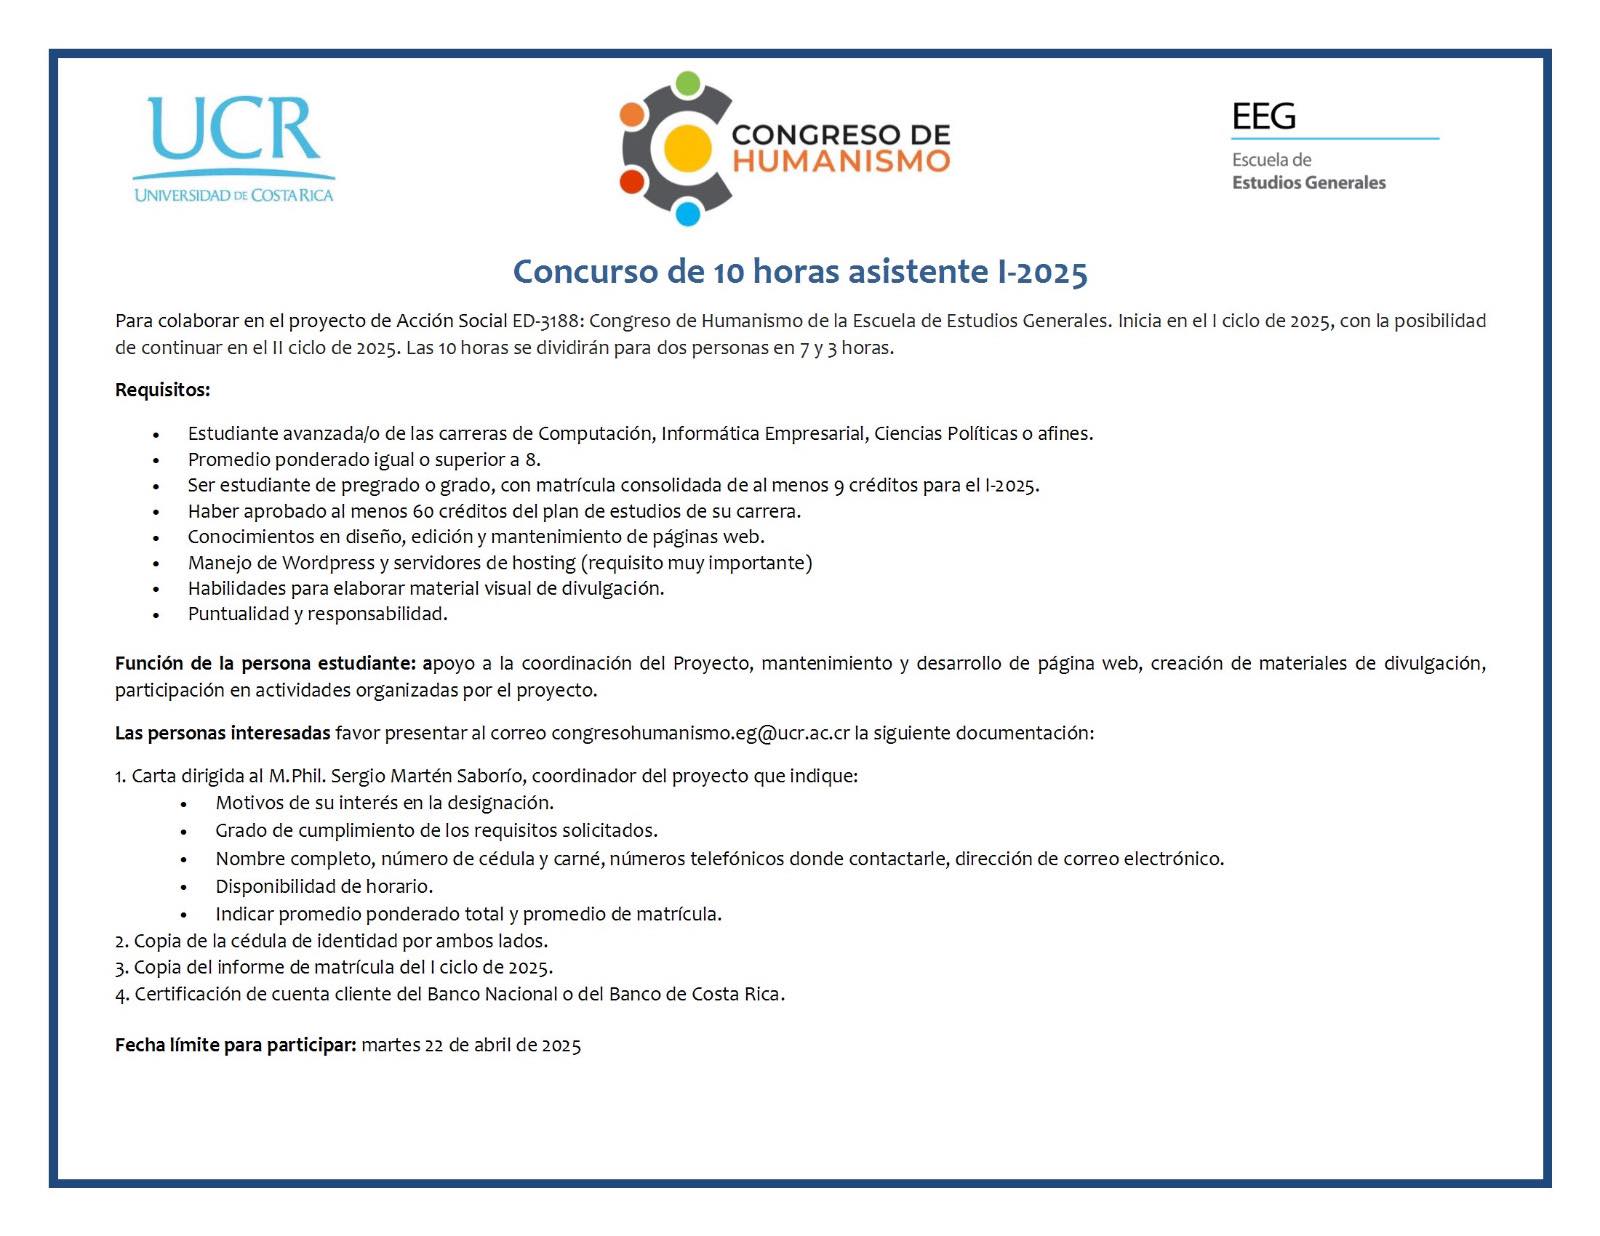 UCR
UNIVERSIDAD DE COSTA RICA
CONGRESO DE
HUMANISMO
EEG
Escuela de
Estudios Generales
Concurso de 10 horas asistente I-2025
Para colaborar en el proyecto de Acción Social ED-3188: Congreso de Humanismo de la Escuela de Estudios Generales. Inicia en el I ciclo de 2025, con la posibilidad
de continuar en el II ciclo de 2025. Las 10 horas se dividirán para dos personas en 7 y 3 horas.
Requisitos:
• Estudiante avanzada/o de las carreras de Computación, Informática Empresarial, Ciencias Políticas o afines.
• Promedio ponderado igual o superior a 8.
• Ser estudiante de pregrado o grado, con matrícula consolidada de al menos 9 créditos para el I-2025.
• Haber aprobado al menos 60 créditos del plan de estudios de su carrera.
• Conocimientos en diseño, edición y mantenimiento de páginas web.
• Manejo de Wordpress y servidores de hosting (requisito muy importante)
• Habilidades para elaborar material visual de divulgación.
• Puntualidad y responsabilidad.
Función de la persona estudiante: apoyo a la coordinación del Proyecto, mantenimiento y desarrollo de página web, creación de materiales de divulgación,
participación en actividades organizadas por el proyecto.
Las personas interesadas favor presentar al correo congresohumanismo.eg@ucr.ac.cr la siguiente documentación:
1. Carta dirigida al M.Phil. Sergio Martén Saborío, coordinador del proyecto que indique:
• Motivos de su interés en la designación.
• Grado de cumplimiento de los requisitos solicitados.
• Nombre completo, número de cédula y carné, números telefónicos donde contactarle, dirección de correo electrónico.
• Disponibilidad de horario.
• Indicar promedio ponderado total y promedio de matrícula.
2. Copia de la cédula de identidad por ambos lados.
3. Copia del informe de matrícula del I ciclo de 2025.
4. Certificación de cuenta cliente del Banco Nacional o del Banco de Costa Rica.
Fecha límite para participar: martes 22 de abril de 2025